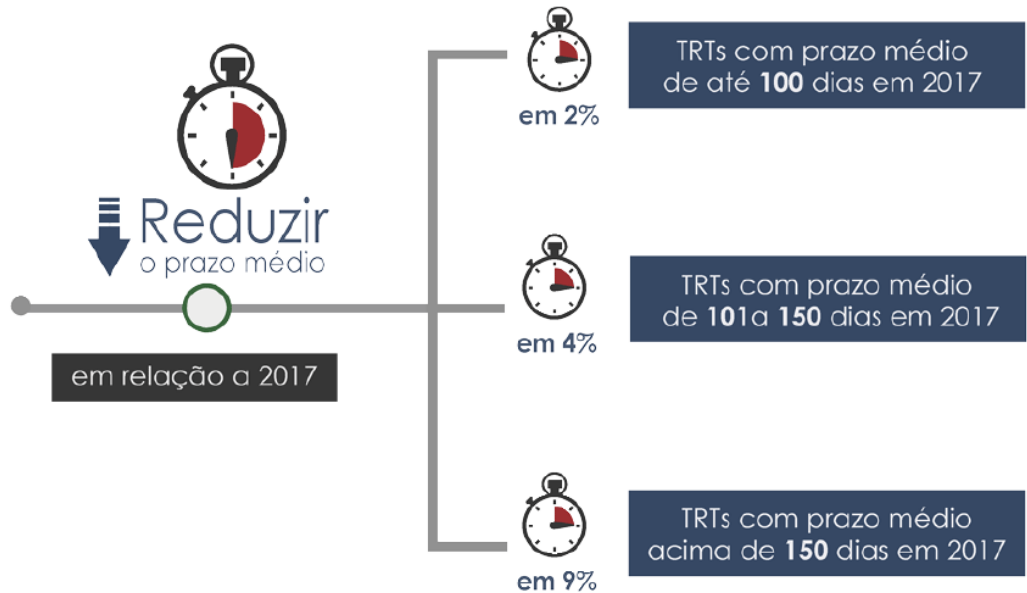 Reduzir
o prazo médio
em relação a 2017
em 2%
TRTs com prazo médio
de até 100 dias em 2017
em 4%
TRTs com prazo médio
de 101a 150 dias em 2017
em 9%
TRTs com prazo médio
acima de 150 dias em 2017